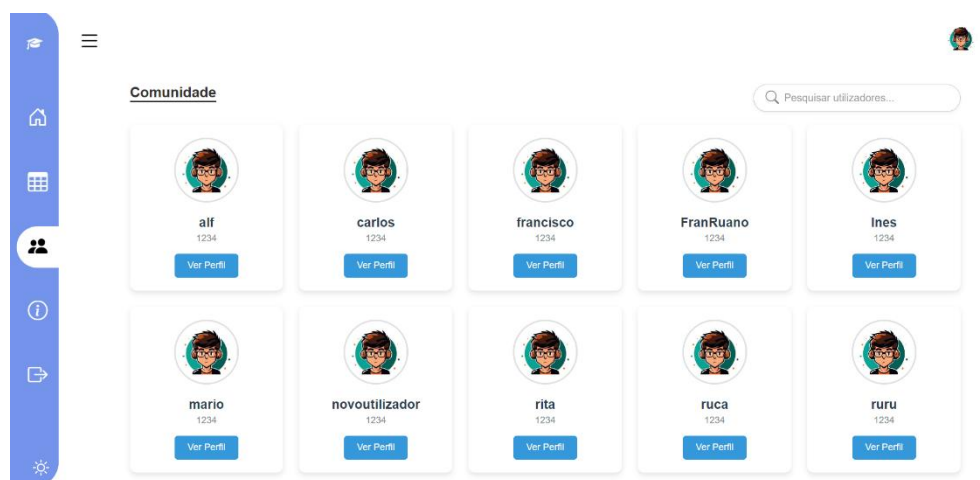 Comunidade
Pesquisar utilizadores...
alf
1234
Ver Perfil
carlos
1234
Ver Perfil
francisco
1234
Ver Perfil
FranRuano
1234
Ver Perfil
Ines
1234
Ver Perfil
mario
1234
Ver Perfil
novoutilizador
1234
Ver Perfil
rita
1234
Ver Perfil
ruca
1234
Ver Perfil
ruru
1234
Ver Perfil